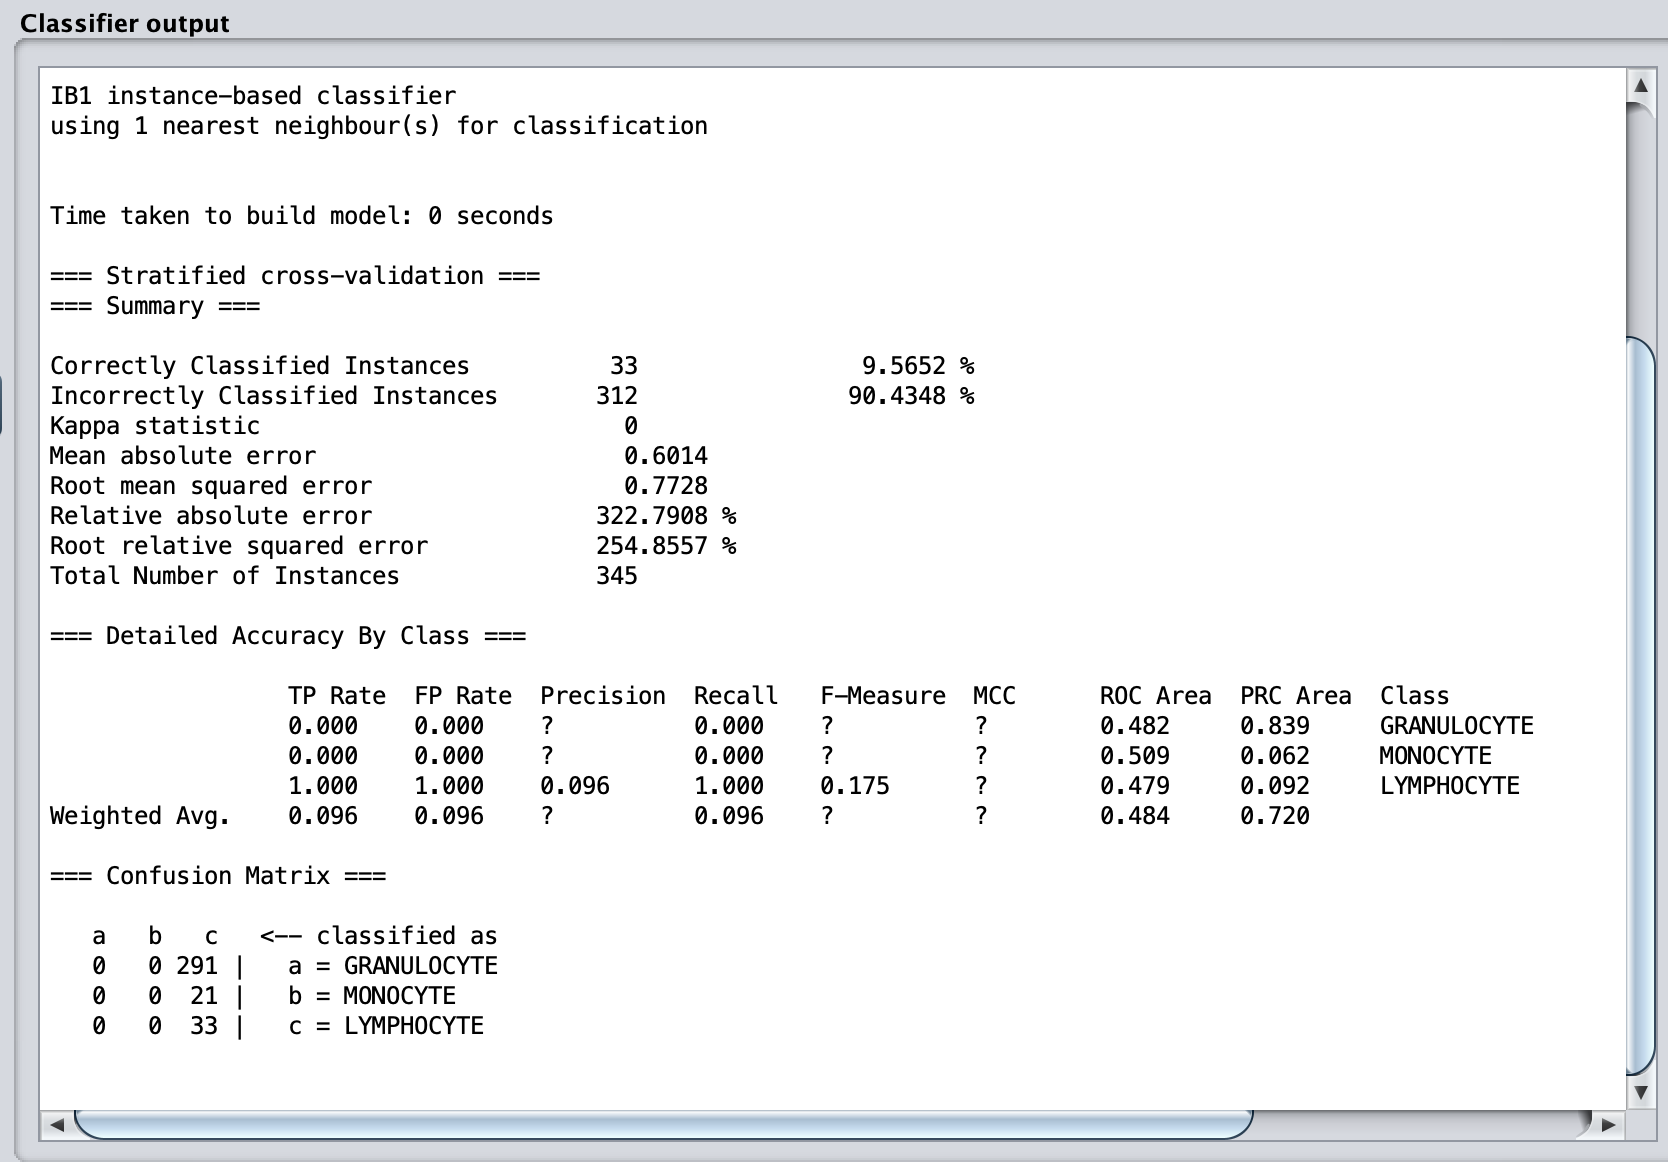 Classifier output
IB1 instance-based classifier
using 1 nearest neighbour(s) for classification
Time taken to build model: 0 seconds
=== Stratified cross-validation ===
=== Summary ===
Correctly Classified Instances          33                9.5652 %
Incorrectly Classified Instances       312               90.4348 %
Kappa statistic                          0
Mean absolute error                      0.6014
Root mean squared error                  0.7728
Relative absolute error                322.7908 %
Root relative squared error            254.8557 %
Total Number of Instances              345
=== Detailed Accuracy By Class ===
                 TP Rate  FP Rate  Precision  Recall   F-Measure  MCC      ROC Area  PRC Area  Class
                 0.000    0.000    ?          0.000    ?          ?        0.482     0.839     GRANULOCYTE
                 0.000    0.000    ?          0.000    ?          ?        0.509     0.062     MONOCYTE
                 1.000    1.000    0.096      1.000    0.175      ?        0.479     0.092     LYMPHOCYTE
Weighted Avg.    0.096    0.096    ?          0.096    ?          ?        0.484     0.720
=== Confusion Matrix ===
   a   b   c   <-- classified as
   0   0 291 |   a = GRANULOCYTE
   0   0  21 |   b = MONOCYTE
   0   0  33 |   c = LYMPHOCYTE